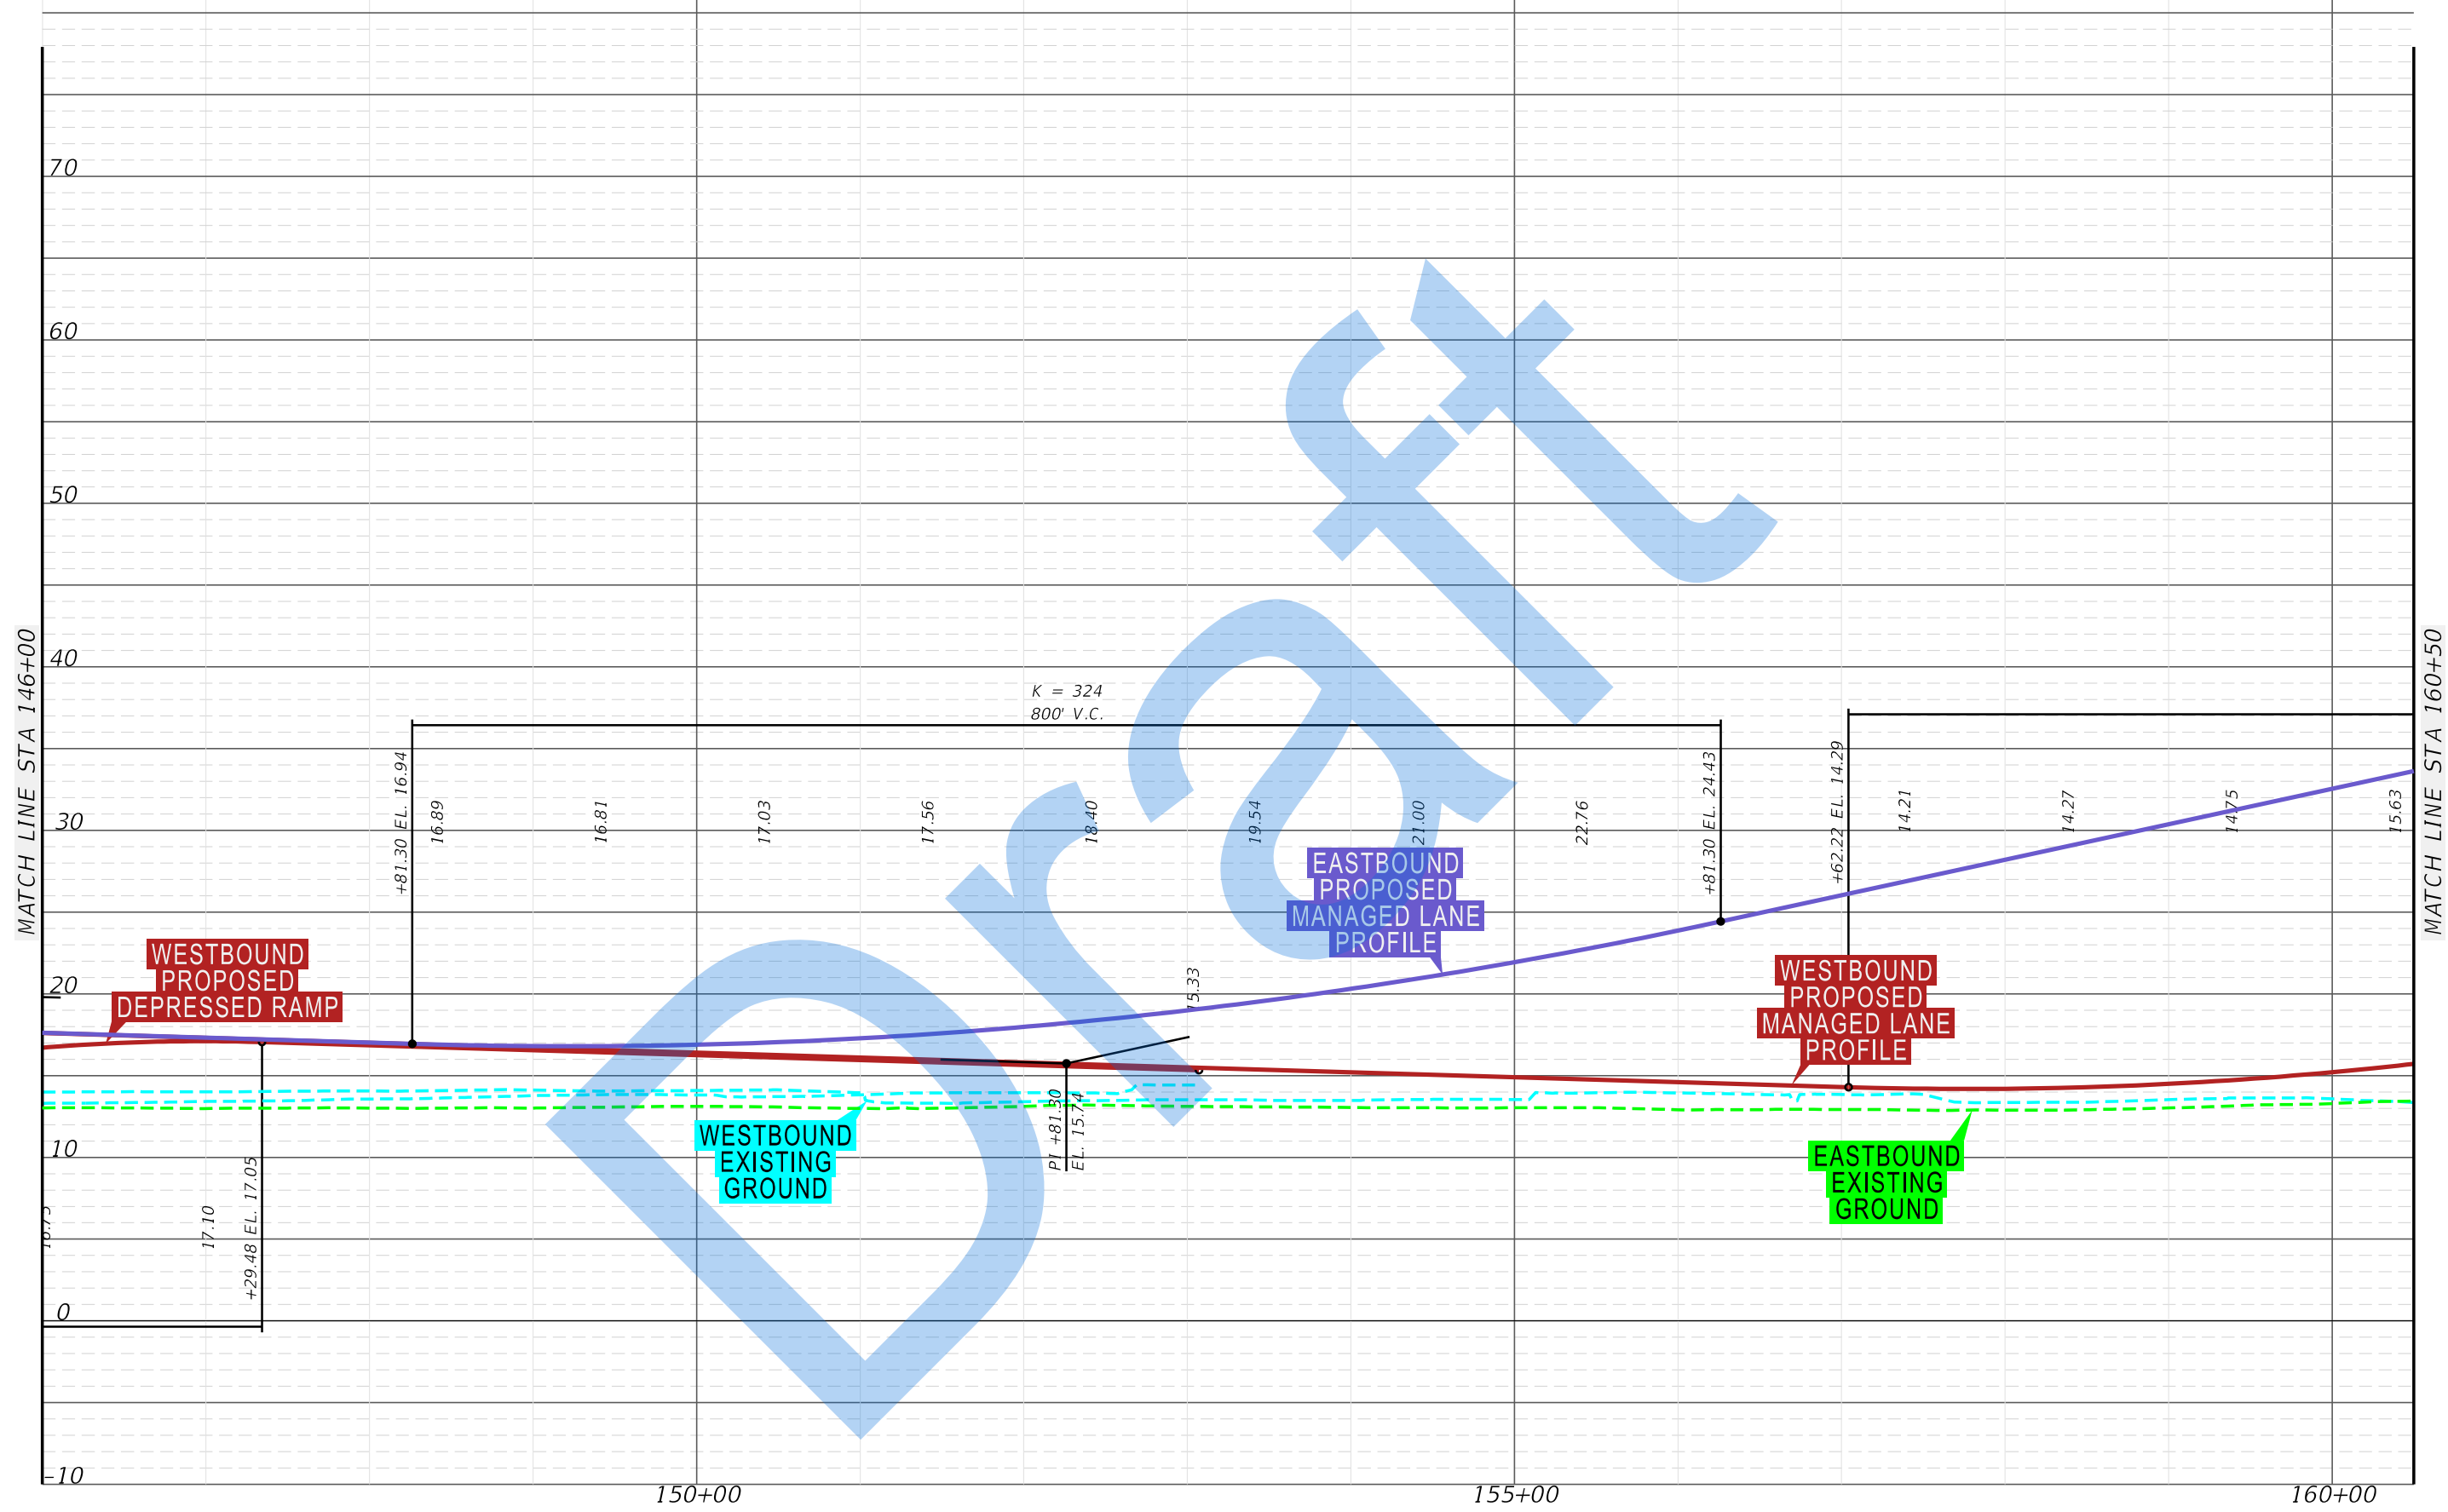 70
60
50
40
30
20
10
0
-10
MATCH LINE STA 146+00
MATCH LINE STA 160+50
K = 324
800' V.C.
+81.30 EL. 16.94
16.89
16.81
17.03
17.56
18.40
19.54
21.00
22.76
+81.30 EL. 24.43
+62.22 EL. 14.29
14.21
14.27
14.75
15.63
EASTBOUND
PROPOSED
MANAGED LANE
PROFILE
WESTBOUND
PROPOSED
DEPRESSED RAMP
WESTBOUND
PROPOSED
MANAGED LANE
PROFILE
15.33
PI +81.30
EL. 15.74
WESTBOUND
EXISTING
GROUND
EASTBOUND
EXISTING
GROUND
17.10
+29.48 EL. 17.05
150+00
155+00
160+00
Draft